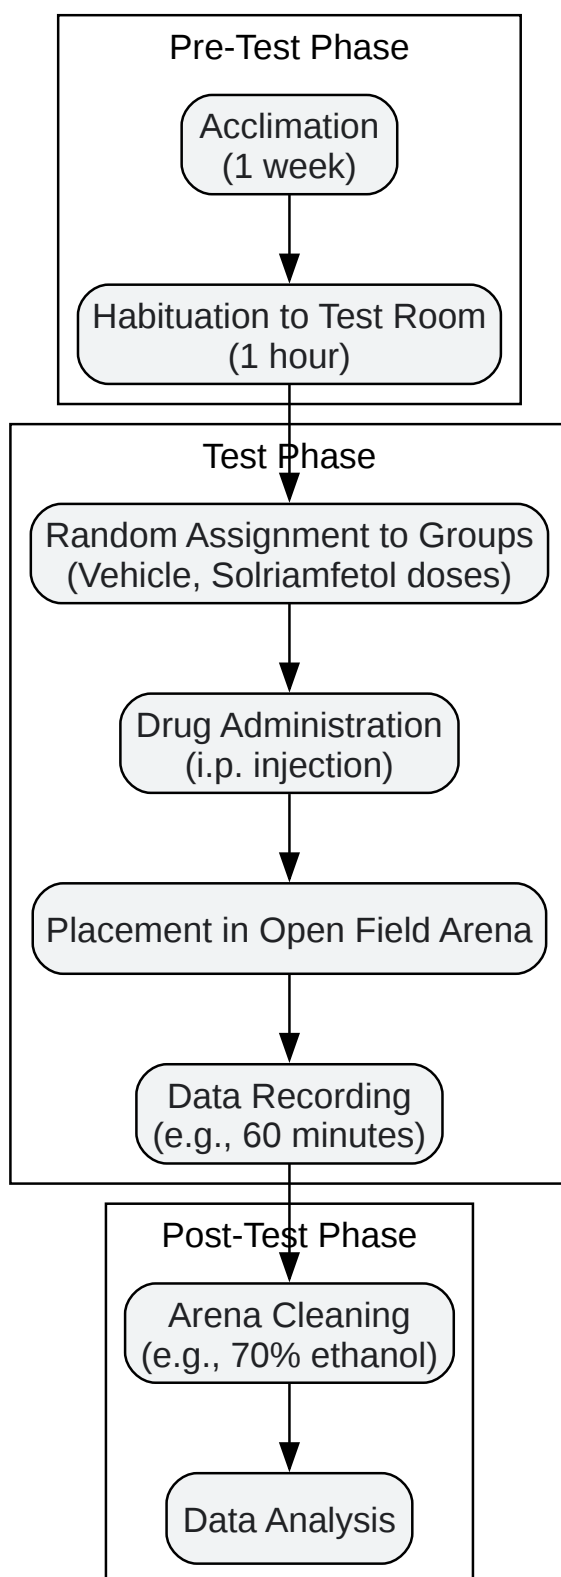 Pre-Test Phase
Acclimation
(1 week)
Habituation to Test Room
(1 hour)
Test Phase
Random Assignment to Groups
(Vehicle, Solriamfetol doses)
Drug Administration
(i.p. injection)
Placement in Open Field Arena
Data Recording
(e.g., 60 minutes)
Post-Test Phase
Arena Cleaning
(e.g., 70% ethanol)
Data Analysis